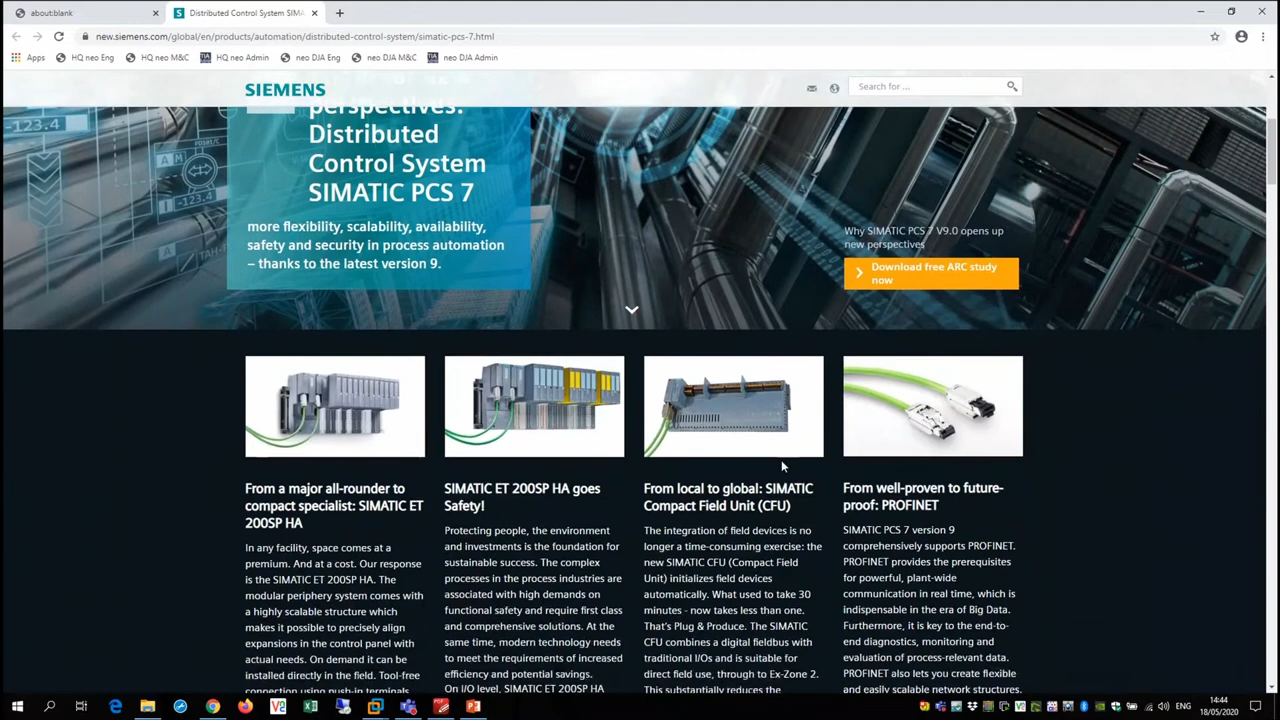 about:blank
Distributed Control System SIMA
new.siemens.com/global/en/products/automation/distributed-control-system/simatic-pcs-7.html
Apps
HQ neo Eng
HQ neo M&C
HQ neo Admin
neo DJA Eng
neo DJA M&C
neo DJA Admin
SIEMENS
Search for ...
perspectives:
Distributed
Control System
SIMATIC PCS 7
more flexibility, scalability, availability,
safety and security in process automation
– thanks to the latest version 9.
-123.4
A M
I -123.4
Why SIMATIC PCS 7 V9.0 opens up
new perspectives
Download free ARC study
now
From a major all-rounder to
compact specialist: SIMATIC ET
200SP HA
In any facility, space comes at a
premium. And at a cost. Our response
is the SIMATIC ET 200SP HA. The
modular periphery system comes with
a highly scalable structure which
makes it possible to precisely align
expansions in the control panel with
actual needs. On demand it can be
installed directly in the field. Tool-free
connection using push-in terminals
SIMATIC ET 200SP HA goes
Safety!
Protecting people, the environment
and investments is the foundation for
sustainable success. The complex
processes in the process industries are
associated with high demands on
functional safety and require first class
and comprehensive solutions. At the
same time, modern technology needs
to meet the requirements of increased
efficiency and potential savings.
On I/O level, SIMATIC ET 200SP HA
From local to global: SIMATIC
Compact Field Unit (CFU)
The integration of field devices is no
longer a time-consuming exercise: the
new SIMATIC CFU (Compact Field
Unit) initializes field devices
automatically. What used to take 30
minutes - now takes less than one.
That's Plug & Produce. The SIMATIC
CFU combines a digital fieldbus with
traditional I/Os and is suitable for
direct field use, through to Ex-Zone 2.
This substantially reduces the
From well-proven to future-
proof: PROFINET
SIMATIC PCS 7 version 9
comprehensively supports PROFINET.
PROFINET provides the prerequisites
for powerful, plant-wide
communication in real time, which is
indispensable in the era of Big Data.
Furthermore, it is key to the end-to-
end diagnostics, monitoring and
evaluation of process-relevant data.
PROFINET also lets you create flexible
and easily scalable network structures.
ENG
14:44
18/05/2020